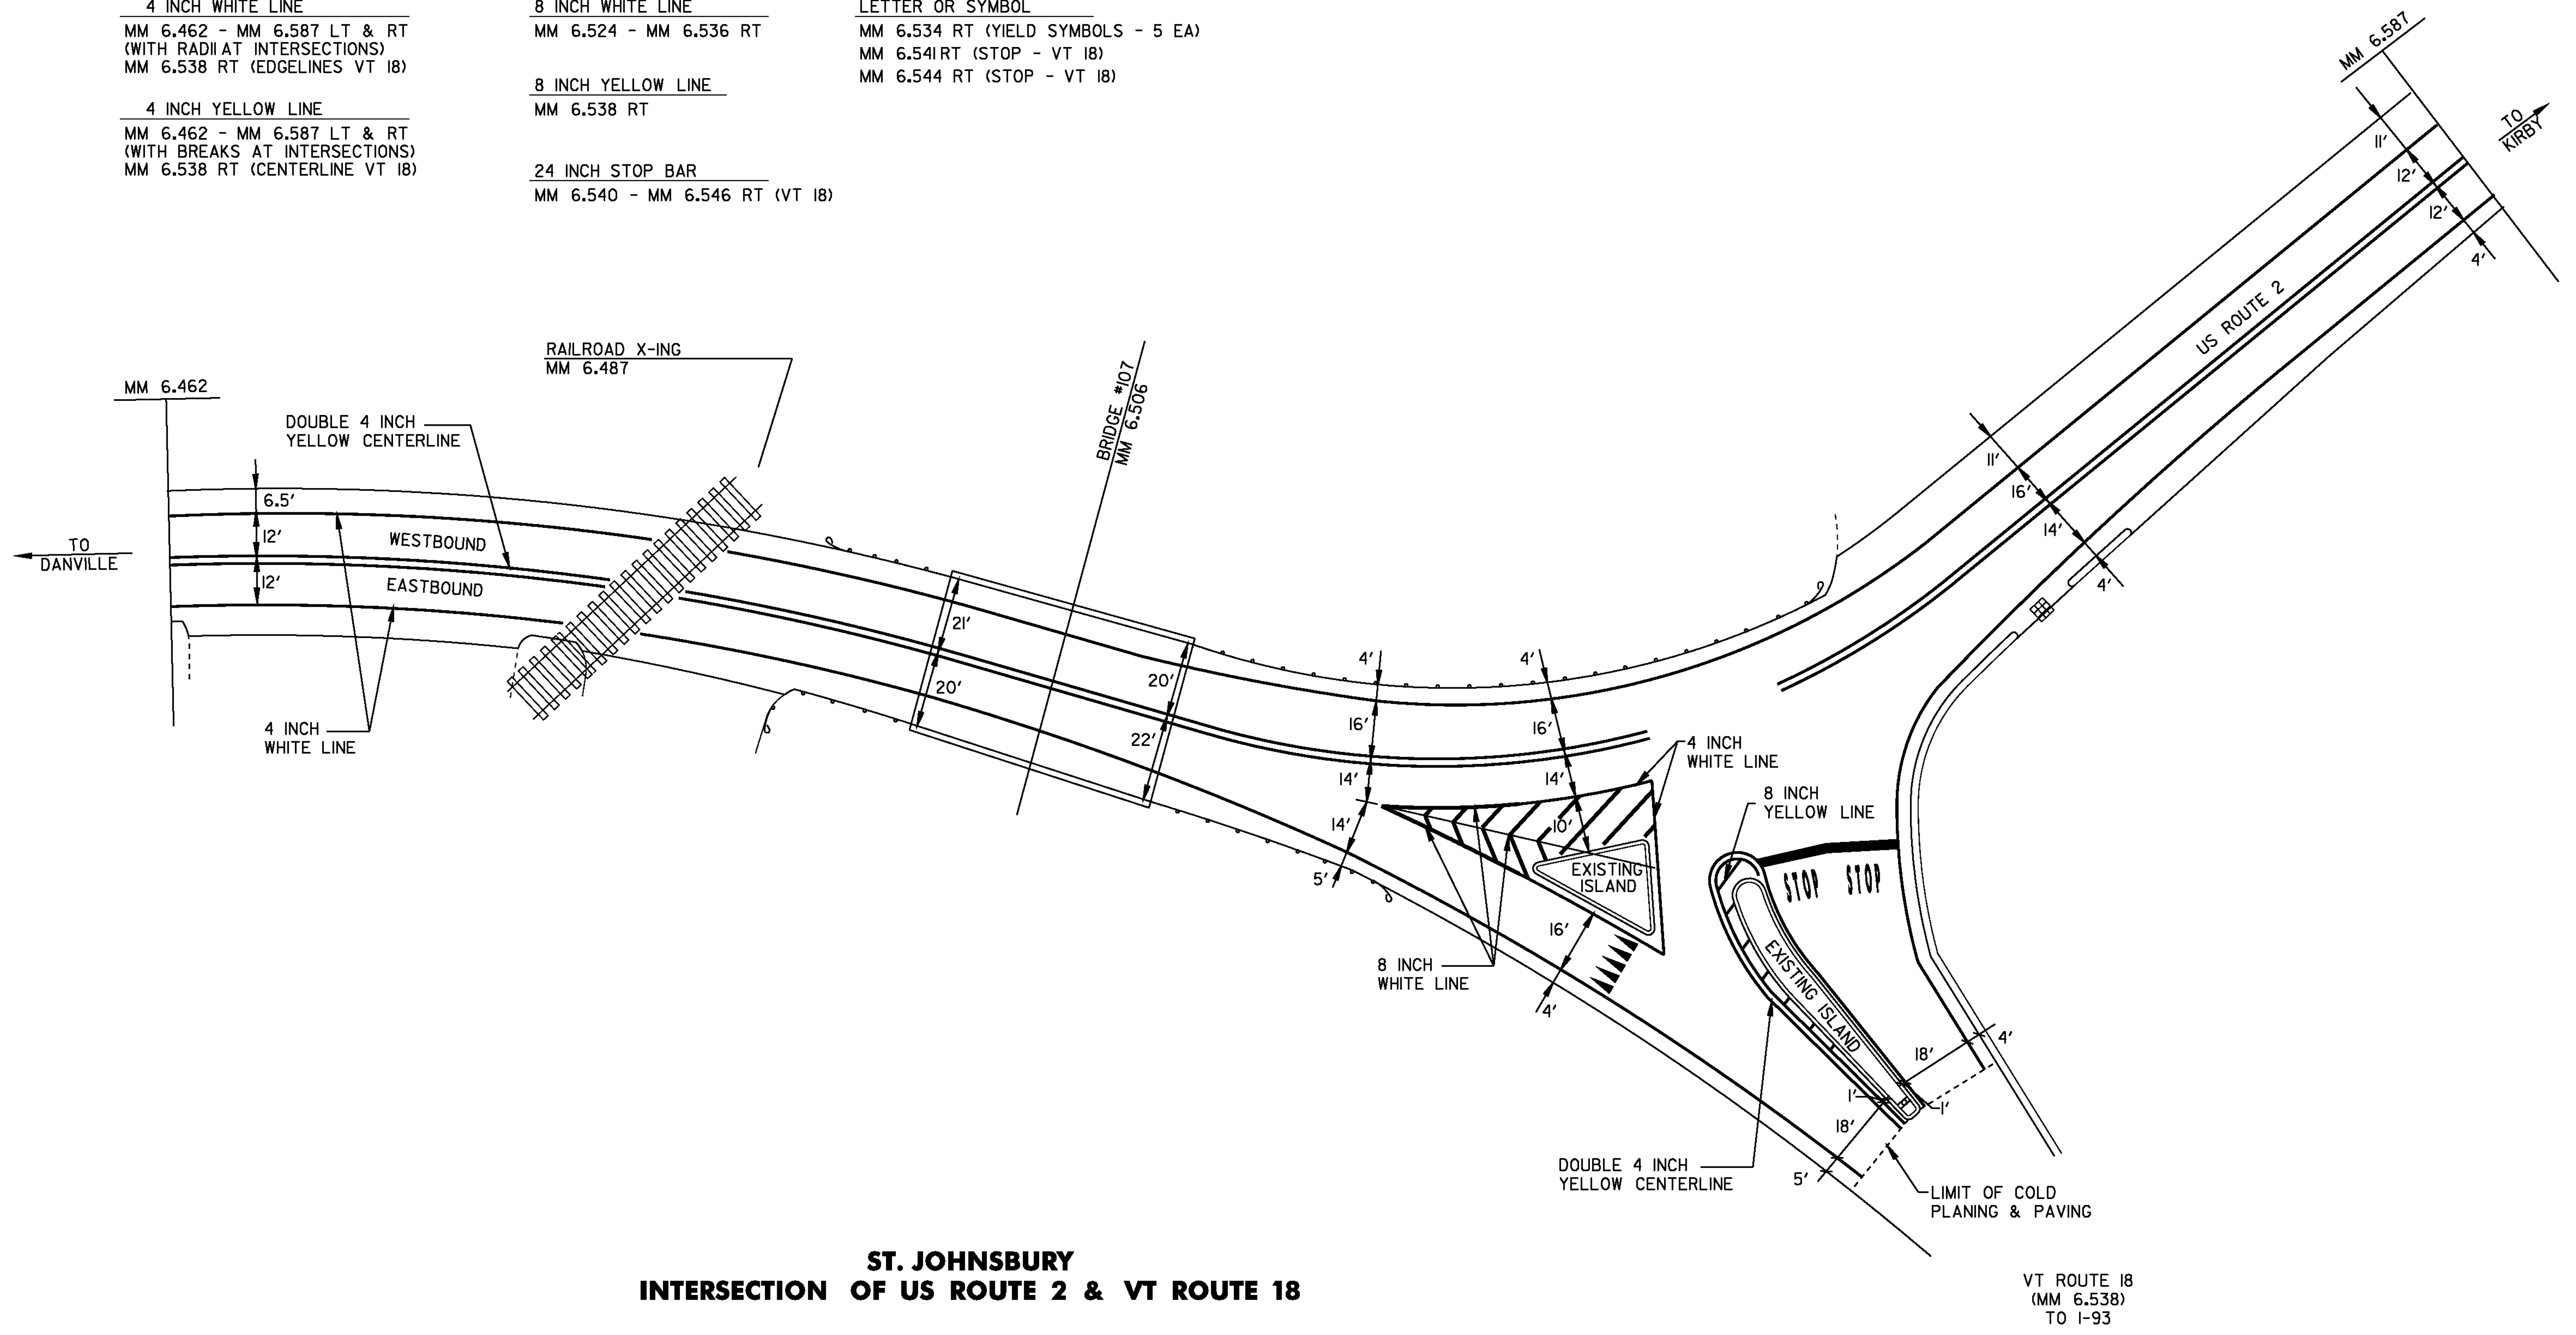 4 INCH WHITE LINE
MM 6.462 - MM 6.587 LT & RT
(WITH RADII AT INTERSECTIONS)
MM 6.538 RT (EDGELINES VT 18)
4 INCH YELLOW LINE
MM 6.462 - MM 6.587 LT & RT
(WITH BREAKS AT INTERSECTIONS)
MM 6.538 RT (CENTERLINE VT 18)
8 INCH WHITE LINE
MM 6.524 - MM 6.536 RT
8 INCH YELLOW LINE
MM 6.538 RT
24 INCH STOP BAR
MM 6.540 - MM 6.546 RT (VT 18)
LETTER OR SYMBOL
MM 6.534 RT (YIELD SYMBOLS - 5 EA)
MM 6.541 RT (STOP - VT 18)
MM 6.544 RT (STOP - VT 18)
MM 6.587
TO
KIRBY
11'
12'
12'
4'
US ROUTE 2
RAILROAD X-ING
MM 6.487
MM 6.462
DOUBLE 4 INCH
YELLOW CENTERLINE
BRIDGE #107
MM 6.506
6.5'
12'
12'
WESTBOUND
EASTBOUND
TO
DANVILLE
4 INCH
WHITE LINE
21'
20'
20'
22'
11'
16'
14'
4'
4'
16'
14'
14'
5'
4'
16'
14'
10'
4 INCH
WHITE LINE
8 INCH
YELLOW LINE
EXISTING
ISLAND
STOP STOP
16'
4'
8 INCH
WHITE LINE
EXISTING ISLAND
18'
4'
1'
1'
18'
5'
DOUBLE 4 INCH
YELLOW CENTERLINE
LIMIT OF COLD
PLANING & PAVING
ST. JOHNSBURY
INTERSECTION OF US ROUTE 2 & VT ROUTE 18
VT ROUTE 18
(MM 6.538)
TO I-93